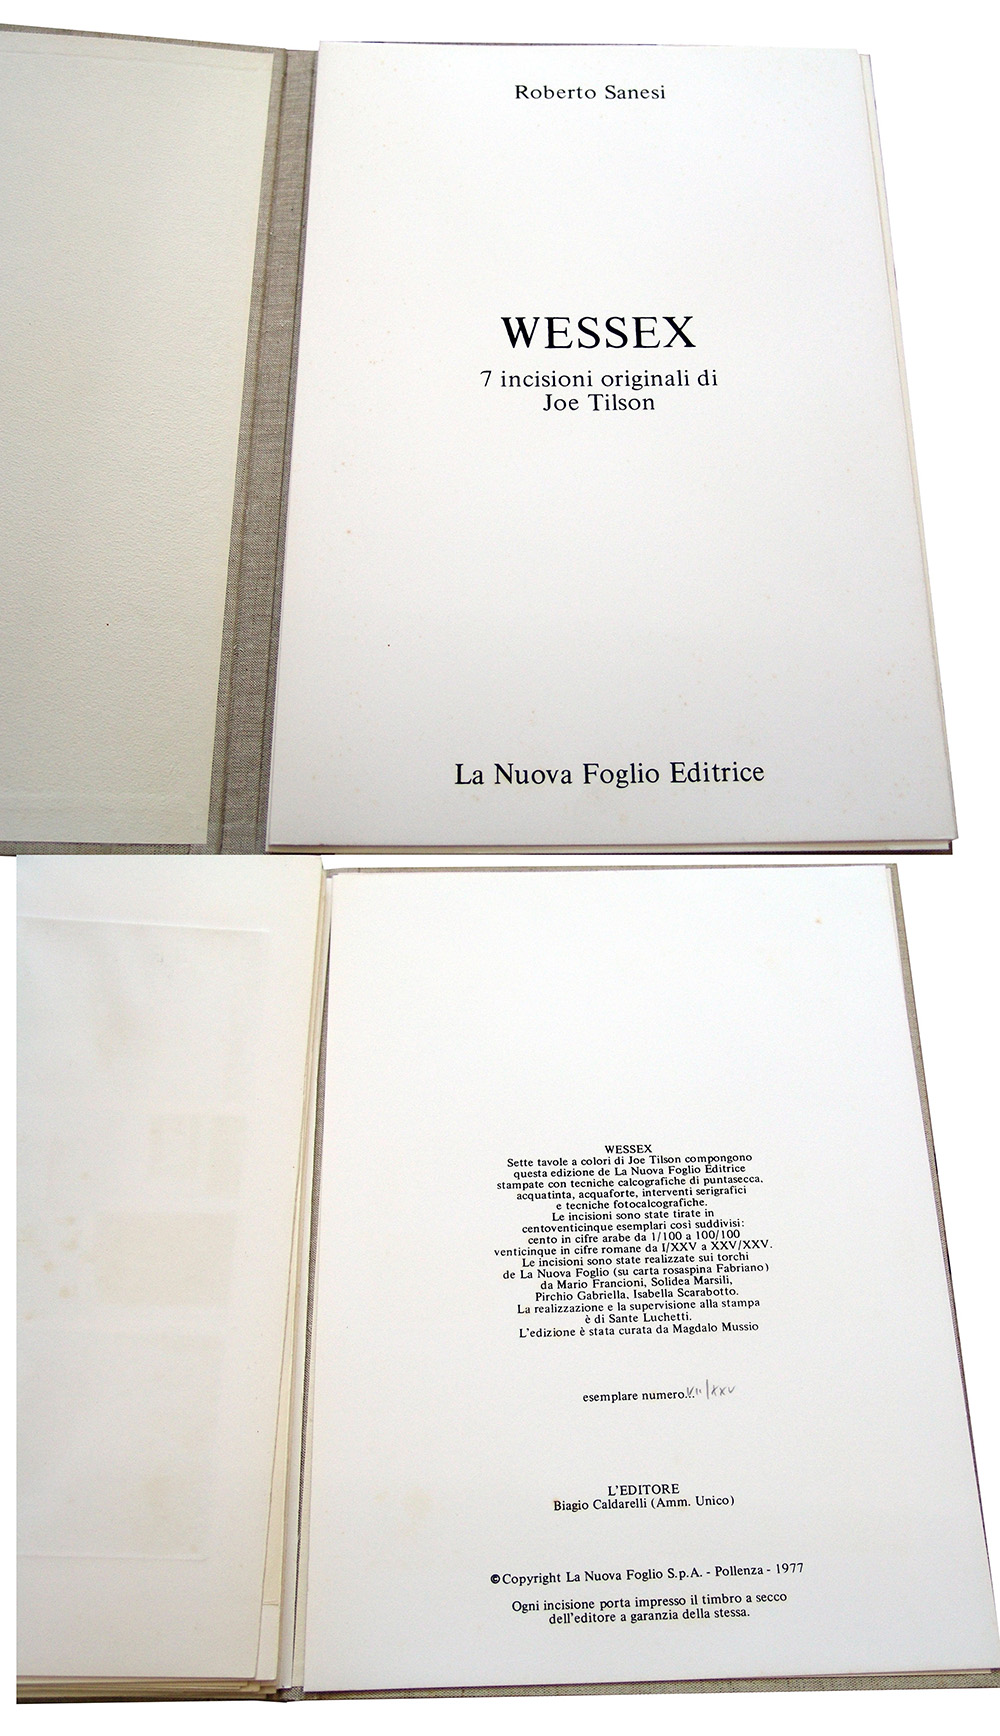 Roberto Sanesi
WESSEX
7 incisioni originali di
Joe Tilson
La Nuova Foglio Editrice
WESSEX
Sette tavole a colori di Joe Tilson compongono
questa edizione de La Nuova Foglio Editrice
stampate con tecniche calcografiche di puntasecca,
acquatinta, acquaforte, interventi serigrafici
e tecniche fotocalcografiche.
Le incisioni sono state tirate in
centoventicinque esemplari così suddivisi:
cento in cifre arabe da 1/100 a 100/100
venticinque in cifre romane da I/XXV a XXV/XXV.
Le incisioni sono state realizzate sui torchi
de La Nuova Foglio (su carta rosaspina Fabriano)
da Mario Francioni, Solidea Marsili,
Pirchio Gabriella, Isabella Scarabotto.
La realizzazione e la supervisione alla stampa
è di Sante Luchetti.
L'edizione è stata curata da Magdalo Mussio
esemplare numero... VII/XXV
L'EDITORE
Biagio Caldarelli (Amm. Unico)
© Copyright La Nuova Foglio S.p.A. - Pollenza - 1977
Ogni incisione porta impresso il timbro a secco
dell'editore a garanzia della stessa.